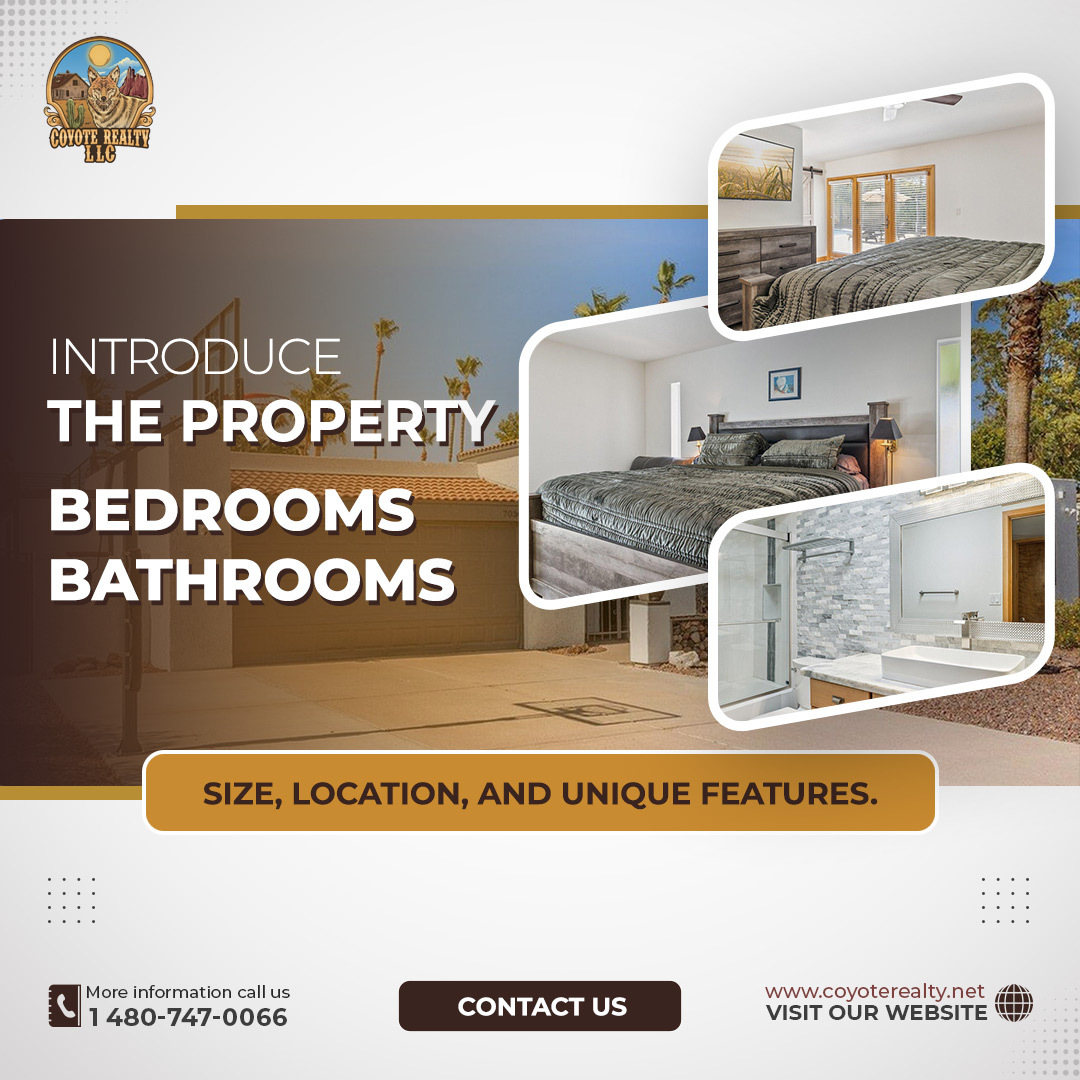 COYOTE REALTY
LLC
INTRODUCE
THE PROPERTY
BEDROOMS
BATHROOMS
SIZE, LOCATION, AND UNIQUE FEATURES.
More information call us
1 480-747-0066
CONTACT US
www.coyoterealty.net
VISIT OUR WEBSITE